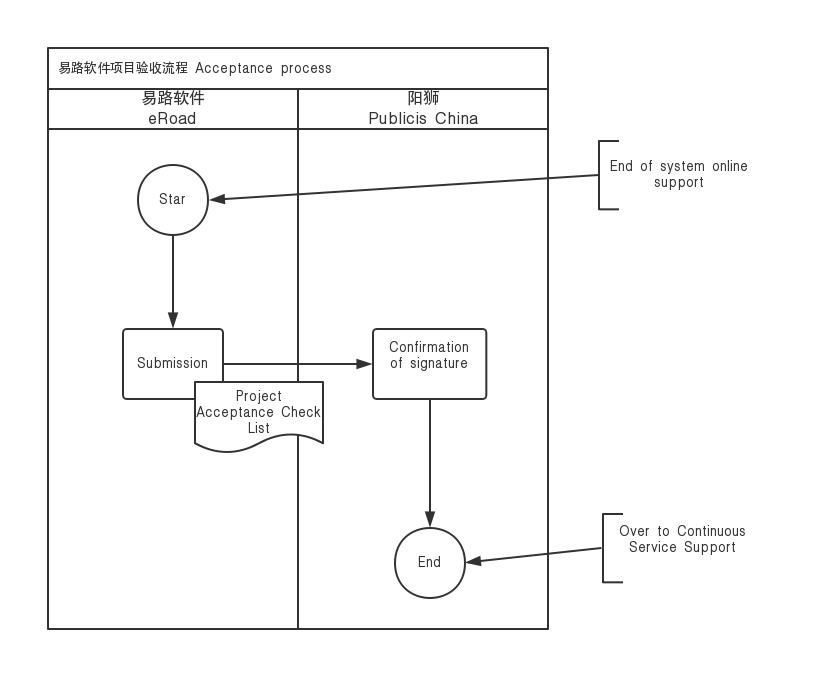 易路软件项目验收流程 Acceptance process
易路软件
eRoad
阳狮
Publicis China
Star
End of system online
support
Submission
Confirmation
of signature
Project
Acceptance Check
List
End
Over to Continuous
Service Support